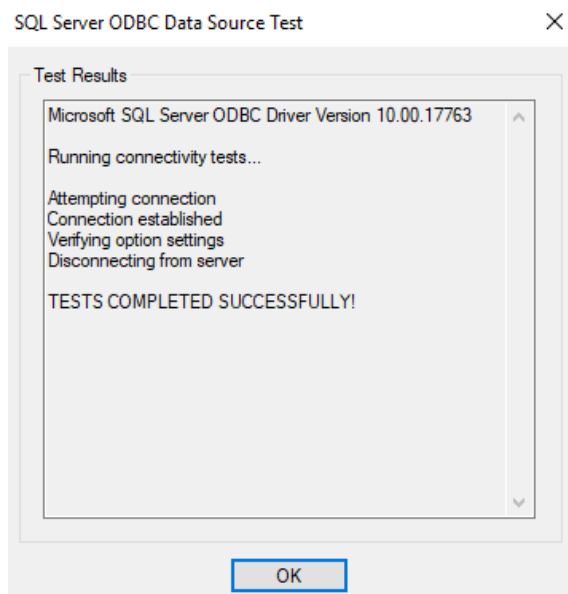 SQL Server ODBC Data Source Test
Test Results
Microsoft SQL Server ODBC Driver Version 10.00.17763
Running connectivity tests...
Attempting connection
Connection established
Verifying option settings
Disconnecting from server
TESTS COMPLETED SUCCESSFULLY!
OK